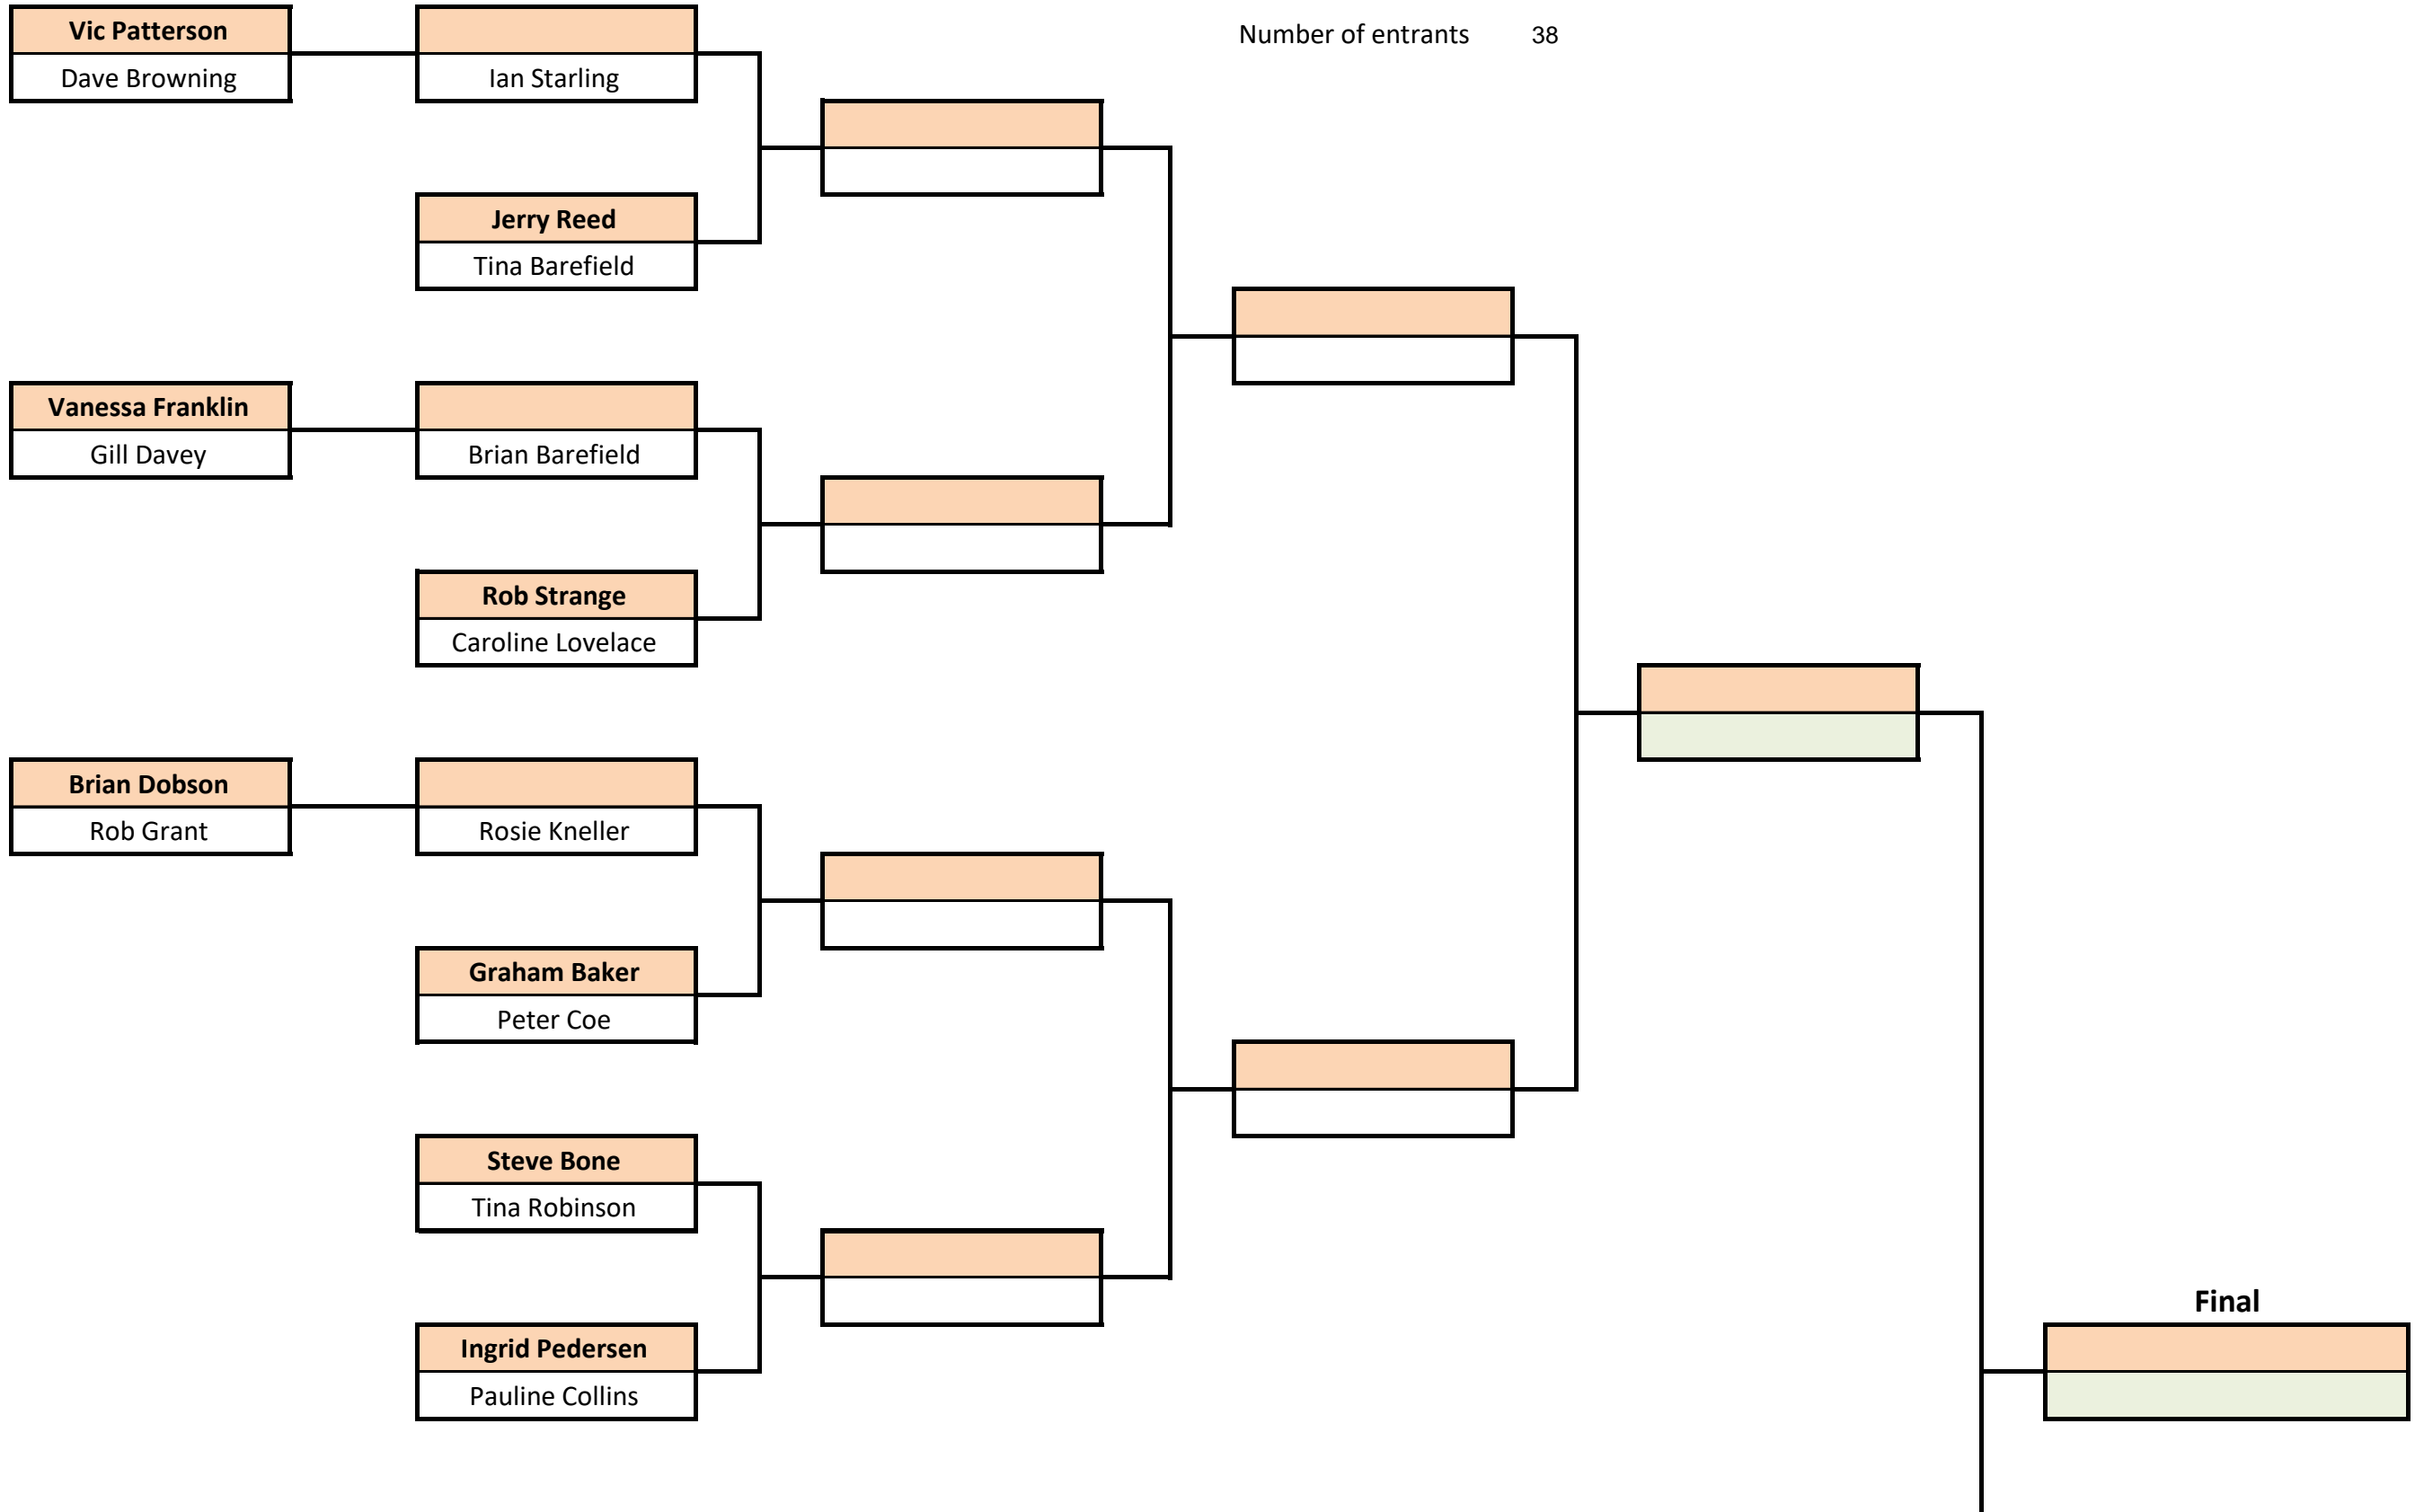 Vic Patterson
Dave Browning
Ian Starling
Number of entrants 38
Jerry Reed
Tina Barefield
Vanessa Franklin
Gill Davey
Brian Barefield
Rob Strange
Caroline Lovelace
Brian Dobson
Rob Grant
Rosie Kneller
Graham Baker
Peter Coe
Steve Bone
Tina Robinson
Final
Ingrid Pedersen
Pauline Collins